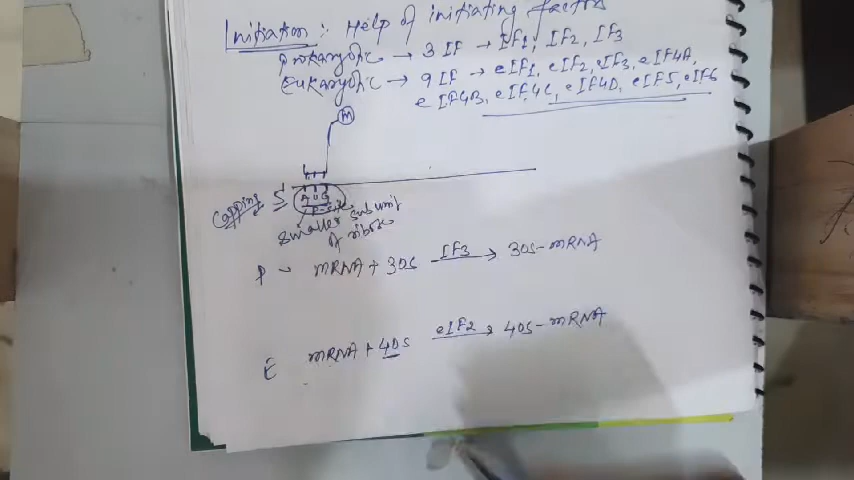 Initiation :- Help of initiating factors
Prokaryotic → 3 IF → IF1, IF2, IF3
Eukaryotic → 9 IF → eIF1, eIF2, eIF3, eIF4A,
eIF4B, eIF4C, eIF4D, eIF5, eIF6
M
Capping 5'
P-site
smaller subunit
of
P - mRNA + 30S IF3 → 30S-mRNA
E mRNA + 40S eIF2 → 40S-mRNA